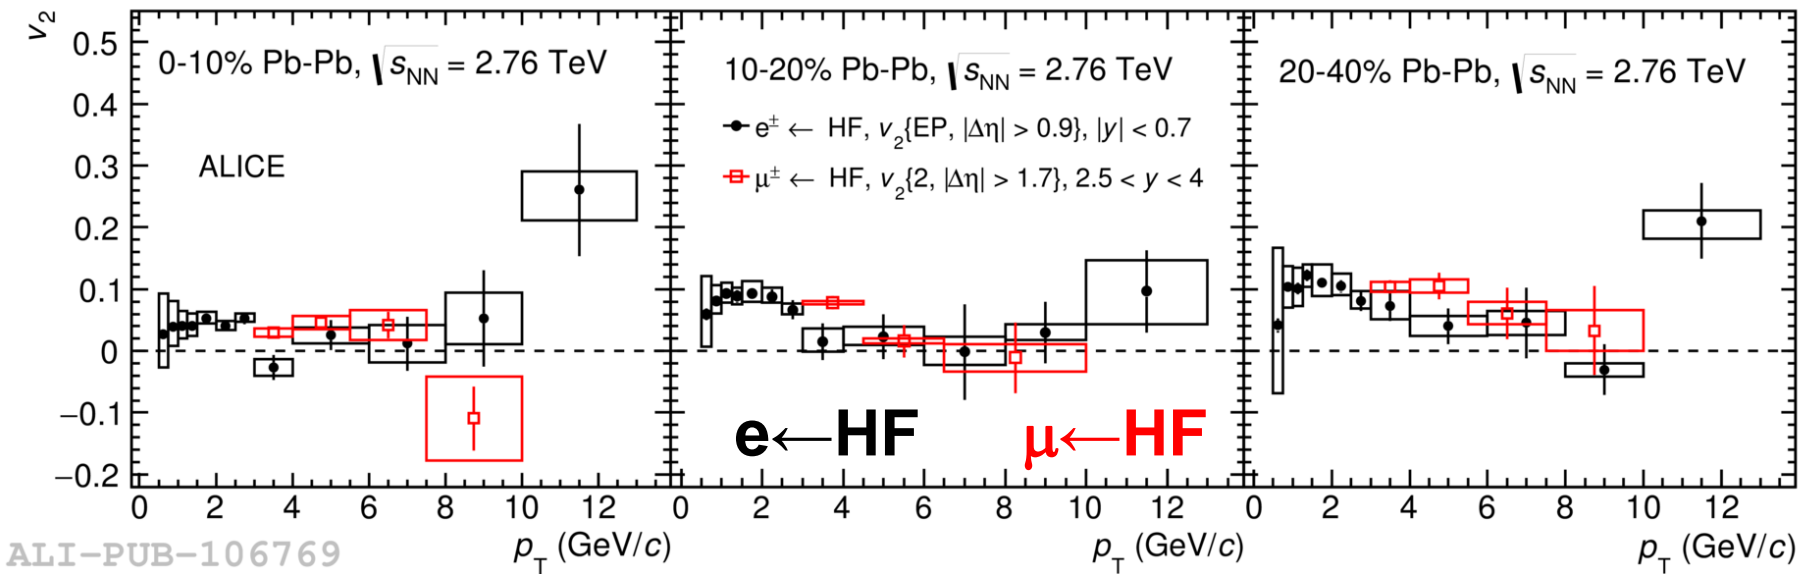 v2
0-10% Pb-Pb, √sNN = 2.76 TeV
10-20% Pb-Pb, √sNN = 2.76 TeV
20-40% Pb-Pb, √sNN = 2.76 TeV
ALICE
e± ← HF, v2{EP, |Δη| > 0.9}, |y| < 0.7
μ± ← HF, v2{2, |Δη| > 1.7}, 2.5 < y < 4
0.5
0.4
0.3
0.2
0.1
0
−0.1
−0.2
e←HF
μ←HF
0 2 4 6 8 10 12
0 2 4 6 8 10 12
0 2 4 6 8 10 12
pT (GeV/c)
pT (GeV/c)
pT (GeV/c)
ALI-PUB-106769